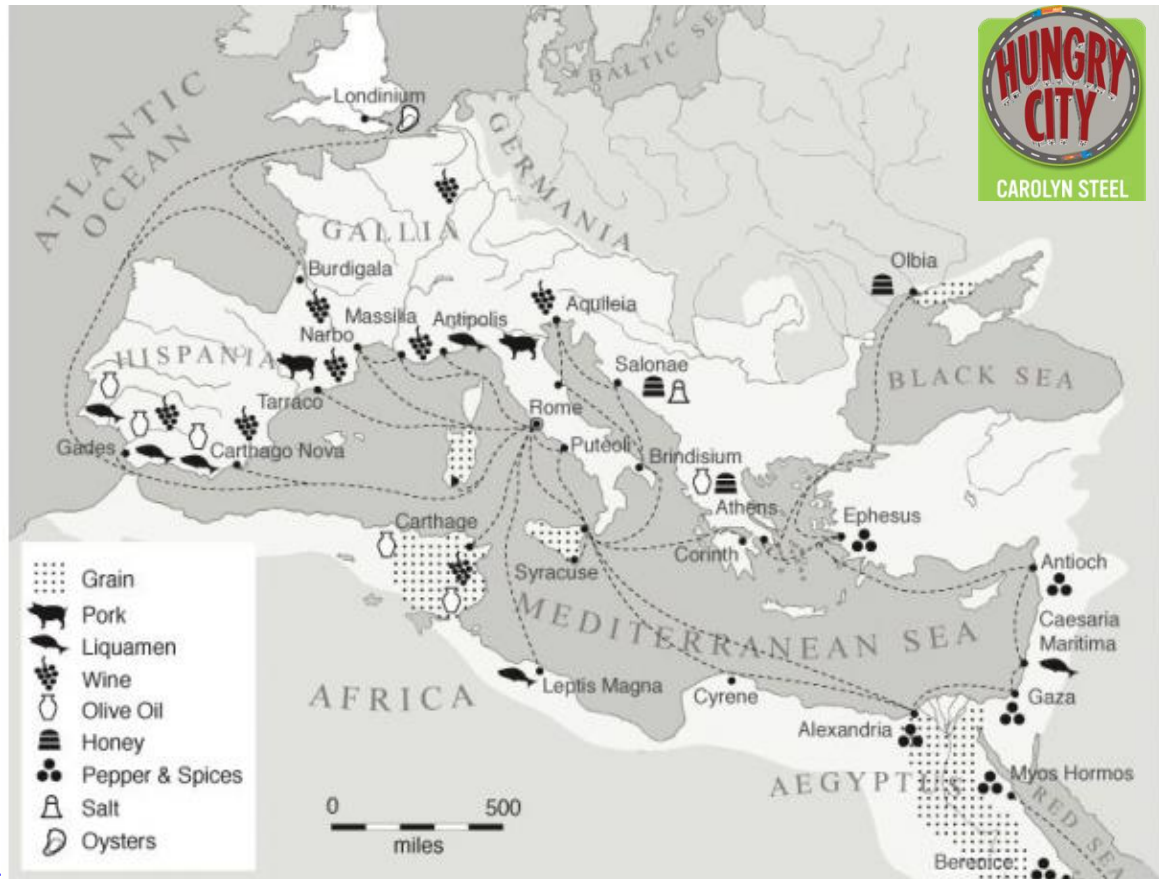 HUNGRY
CITY
CAROLYN STEEL
ATLANTIC
OCEAN
BALTIC SEA
Londinium
GERMANIA
GALLIA
Burdigala
Olbia
Massilia
Antipolis
Aquileia
Narbo
HISPANIA
Salonae
BLACK SEA
Tarraco
Rome
Puteoli
Gades
Carthago Nova
Brindisium
Athens
Ephesus
Carthage
Corinth
Syracuse
Antioch
MEDITERRANEAN SEA
Caesaria
Maritima
AFRICA
Leptis Magna
Cyrene
Gaza
Alexandria
AEGYPTUS
Myos Hormos
RED SEA
Berenice
Grain
Pork
Liquamen
Wine
Olive Oil
Honey
Pepper & Spices
Salt
Oysters
0 500
miles